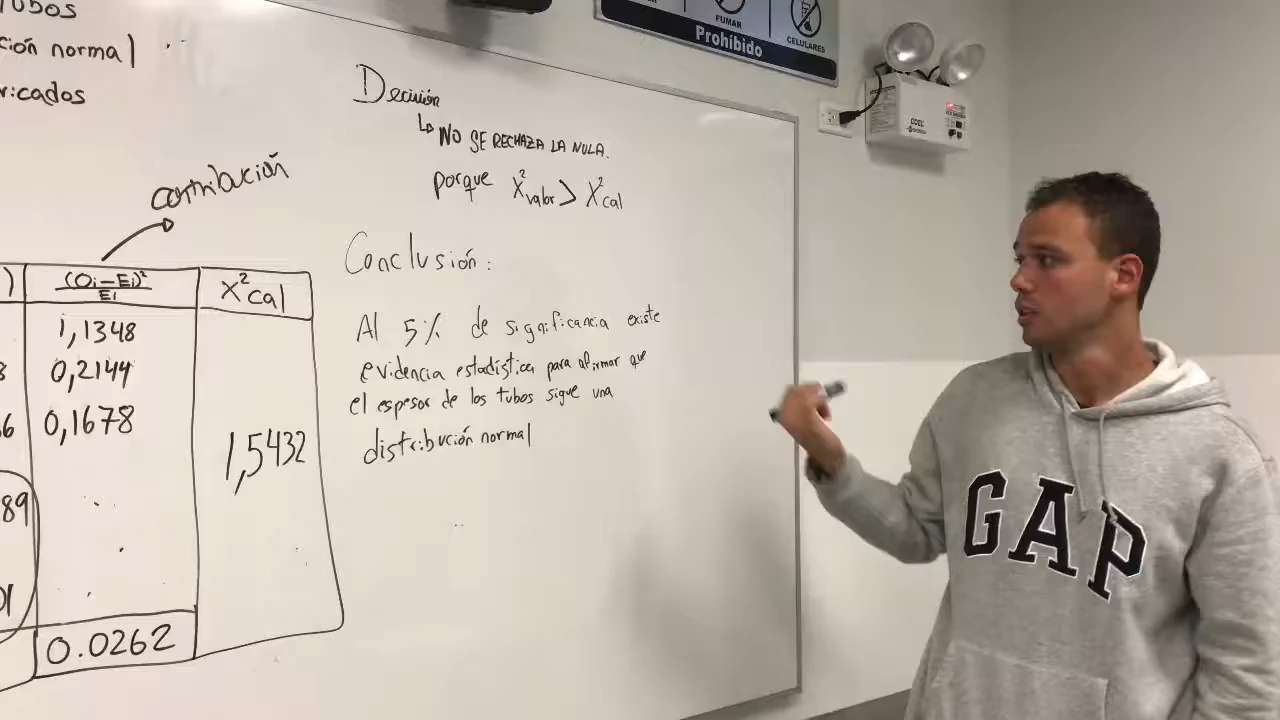 TUBOS
ción normal
ricados
contribución
(Oi-Ei)²/Ei
X²cal
1,1348
0,2144
0,1678
1,5432
89
01
0.0262
Decisión
↳ NO SE RECHAZA LA NULA.
porque X²valor > X²cal
Conclusión:
Al 5% de significancia existe
evidencia estadística para afirmar que
el espesor de los tubos sigue una
distribución normal
FUMAR
CELULARES
Prohibido
GAP